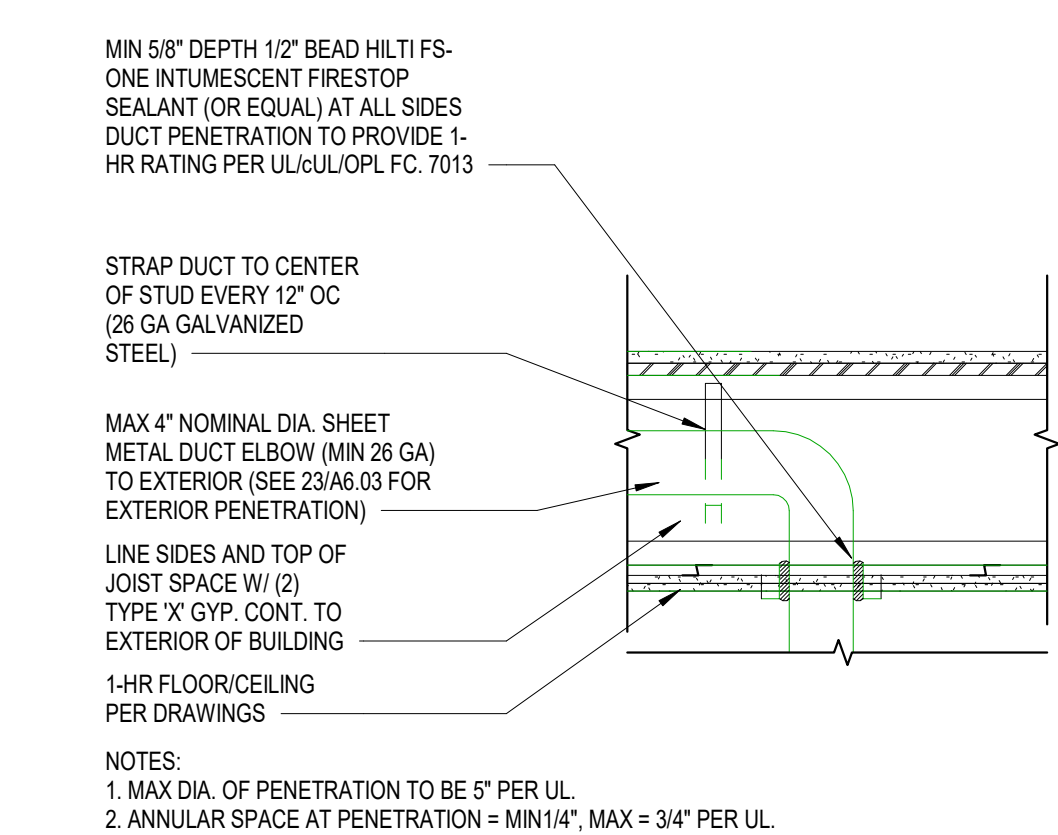 MIN 5/8" DEPTH 1/2" BEAD HILTI FS-
ONE INTUMESCENT FIRESTOP
SEALANT (OR EQUAL) AT ALL SIDES
DUCT PENETRATION TO PROVIDE 1-
HR RATING PER UL/cUL/OPL FC. 7013
STRAP DUCT TO CENTER
OF STUD EVERY 12" OC
(26 GA GALVANIZED
STEEL)
MAX 4" NOMINAL DIA. SHEET
METAL DUCT ELBOW (MIN 26 GA)
TO EXTERIOR (SEE 23/A6.03 FOR
EXTERIOR PENETRATION)
LINE SIDES AND TOP OF
JOIST SPACE W/ (2)
TYPE 'X' GYP. CONT. TO
EXTERIOR OF BUILDING
1-HR FLOOR/CEILING
PER DRAWINGS
NOTES:
1. MAX DIA. OF PENETRATION TO BE 5" PER UL.
2. ANNULAR SPACE AT PENETRATION = MIN1/4", MAX = 3/4" PER UL.